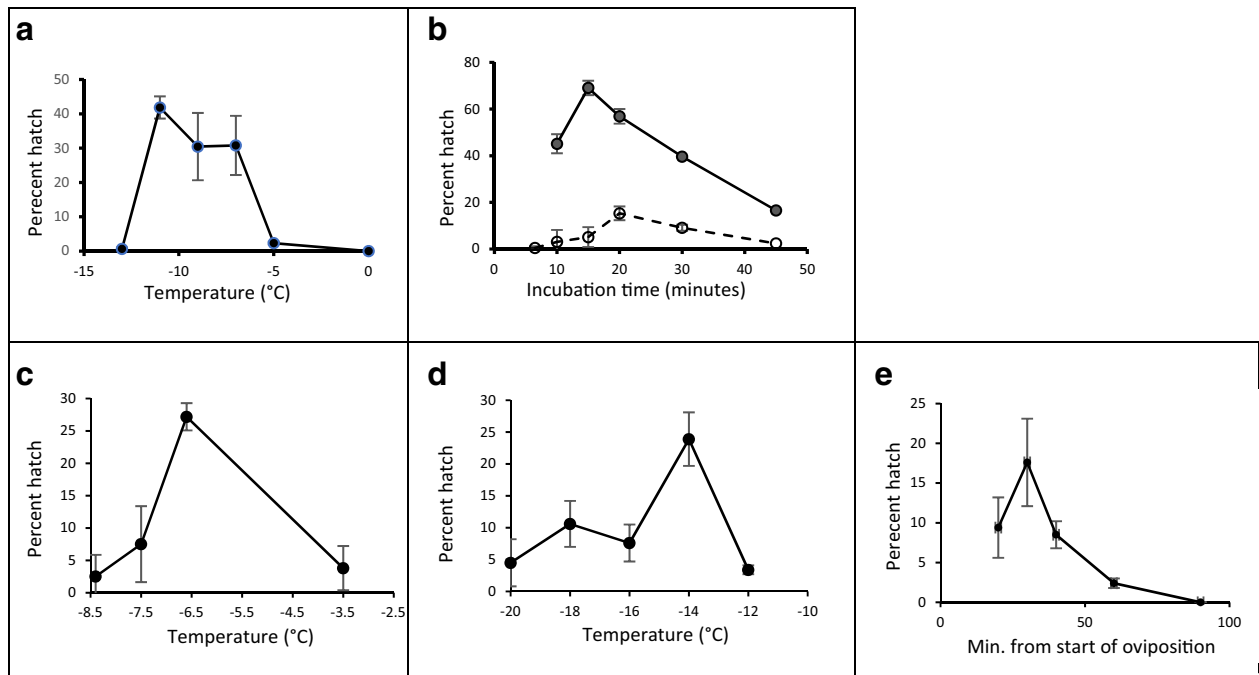 a
50
40
30
20
10
0
-15 -10 -5 0
Perecent hatch
Temperature (°C)
b
80
60
40
20
0
0 10 20 30 40 50
Percent hatch
Incubation time (minutes)
c
30
25
20
15
10
5
0
-8.5 -7.5 -6.5 -5.5 -4.5 -3.5 -2.5
Percent hatch
Temperature (°C)
d
30
25
20
15
10
5
0
-20 -18 -16 -14 -12 -10
Percent hatch
Temperature (°C)
e
25
20
15
10
5
0
0 50 100
Perecent hatch
Min. from start of oviposition